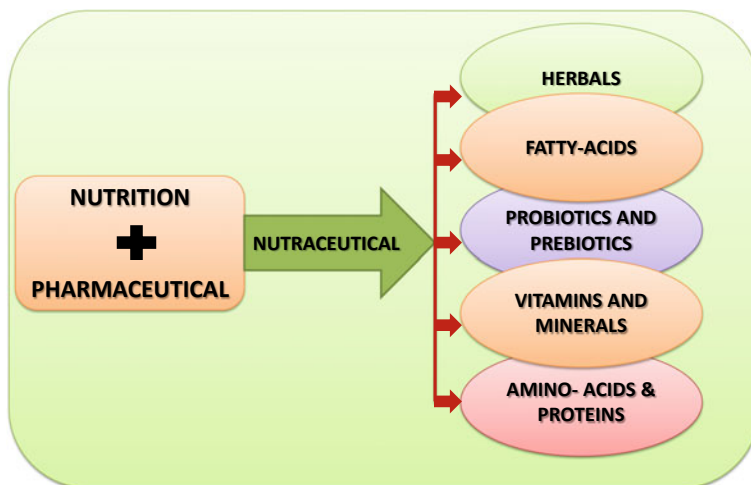 NUTRITION
+
PHARMACEUTICAL
NUTRACEUTICAL
HERBALS
FATTY-ACIDS
PROBIOTICS AND
PREBIOTICS
VITAMINS AND
MINERALS
AMINO- ACIDS &
PROTEINS